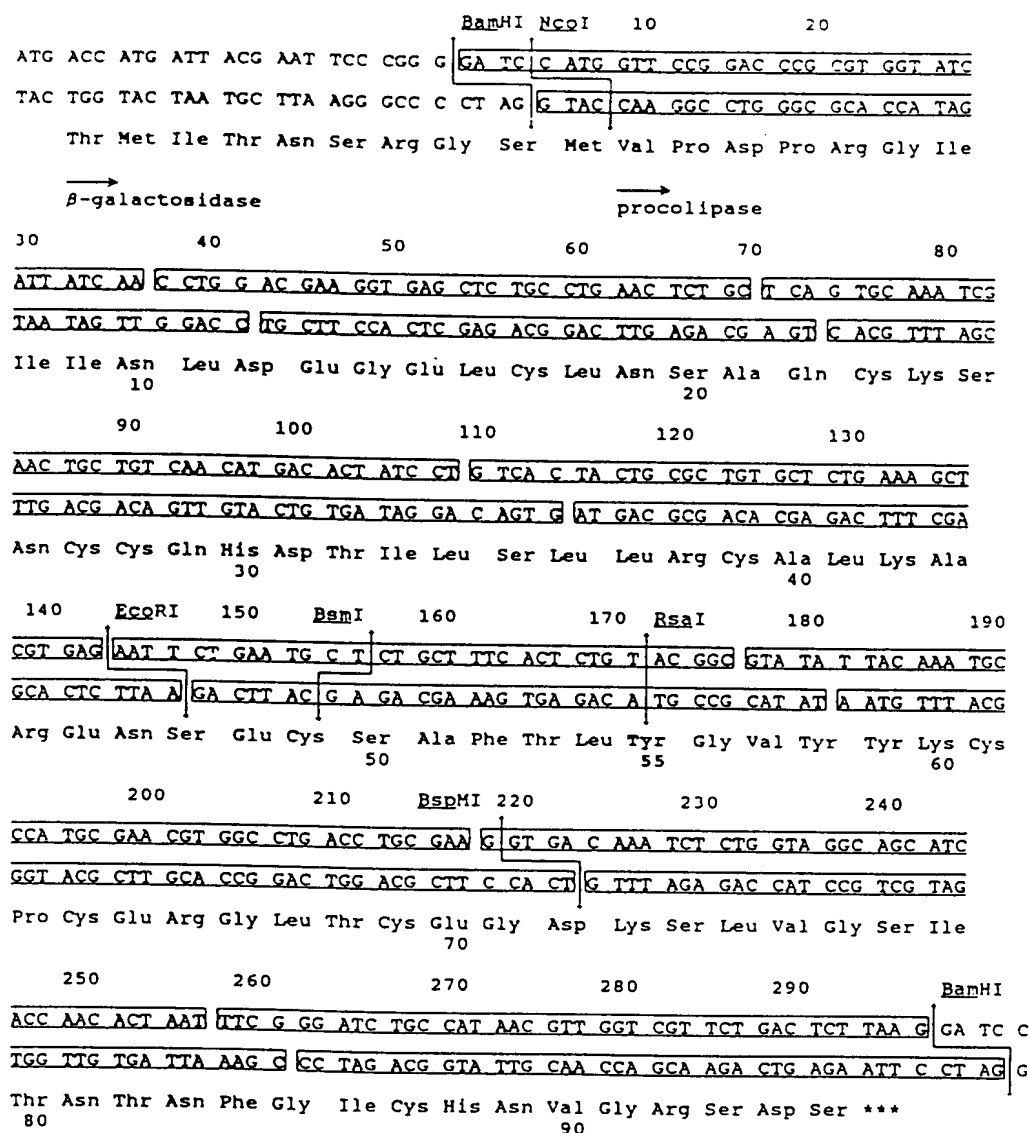 BamHI NcoI 10 20
ATG ACC ATG ATT ACG AAT TCC CGG G GA TC C ATG GTT CCG GAC CCG CGT GGT ATC
TAC TGG TAC TAA TGC TTA AGG GCC C CT AG G TAC CAA GGC CTG GGC GCA CCA TAG
Thr Met Ile Thr Asn Ser Arg Gly Ser Met Val Pro Asp Pro Arg Gly Ile
β-galactosidase procolipase
30 40 50 60 70 80
ATT ATC AA C CTG G AC GAA GGT GAG CTC TGC CTG AAC TCT GC T CA G TGC AAA TCG
TAA TAG TT G GAC C TG CTT CCA CTC GAG ACG GAC TTG AGA CG A GT C ACG TTT AGC
Ile Ile Asn Leu Asp Glu Gly Glu Leu Cys Leu Asn Ser Ala Gln Cys Lys Ser
10 20
90 100 110 120 130
AAC TGC TGT CAA CAT GAC ACT ATC CT G TCA C TA CTG CGC TGT GCT CTG AAA GCT
TTG ACG ACA GTT GTA CTG TGA TAG GA C AGT G AT GAC GCG ACA CGA GAC TTT CGA
Asn Cys Cys Gln His Asp Thr Ile Leu Ser Leu Leu Arg Cys Ala Leu Lys Ala
30 40
140 EcoRI 150 BsmI 160 170 RsaI 180 190
CGT GAG AAT T CT GAA TG C T CT GCT TTC ACT CTG T AC GGC GTA TA T TAC AAA TGC
GCA CTC TTA A GA CTT AC G A GA CGA AAG TGA GAC A TG CCG CAT AT A ATG TTT ACG
Arg Glu Asn Ser Glu Cys Ser Ala Phe Thr Leu Tyr Gly Val Tyr Tyr Lys Cys
50 55 60
200 210 BspMI 220 230 240
CCA TGC GAA CGT GGC CTG ACC TGC GAA G GT GA C AAA TCT CTG GTA GGC AGC ATC
GGT ACG CTT GCA CCG GAC TGG ACG CTT C CA CT G TTT AGA GAC CAT CCG TCG TAG
Pro Cys Glu Arg Gly Leu Thr Cys Glu Gly Asp Lys Ser Leu Val Gly Ser Ile
70
250 260 270 280 290 BamHI
ACC AAC ACT AAT TTC G GG ATC TGC CAT AAC GTT GGT CGT TCT GAC TCT TAA G GA TC C
TGG TTG TGA TTA AAG C CC TAG ACG GTA TTG CAA CCA GCA AGA CTG AGA ATT C CT AG G
Thr Asn Thr Asn Phe Gly Ile Cys His Asn Val Gly Arg Ser Asp Ser ***
80 90